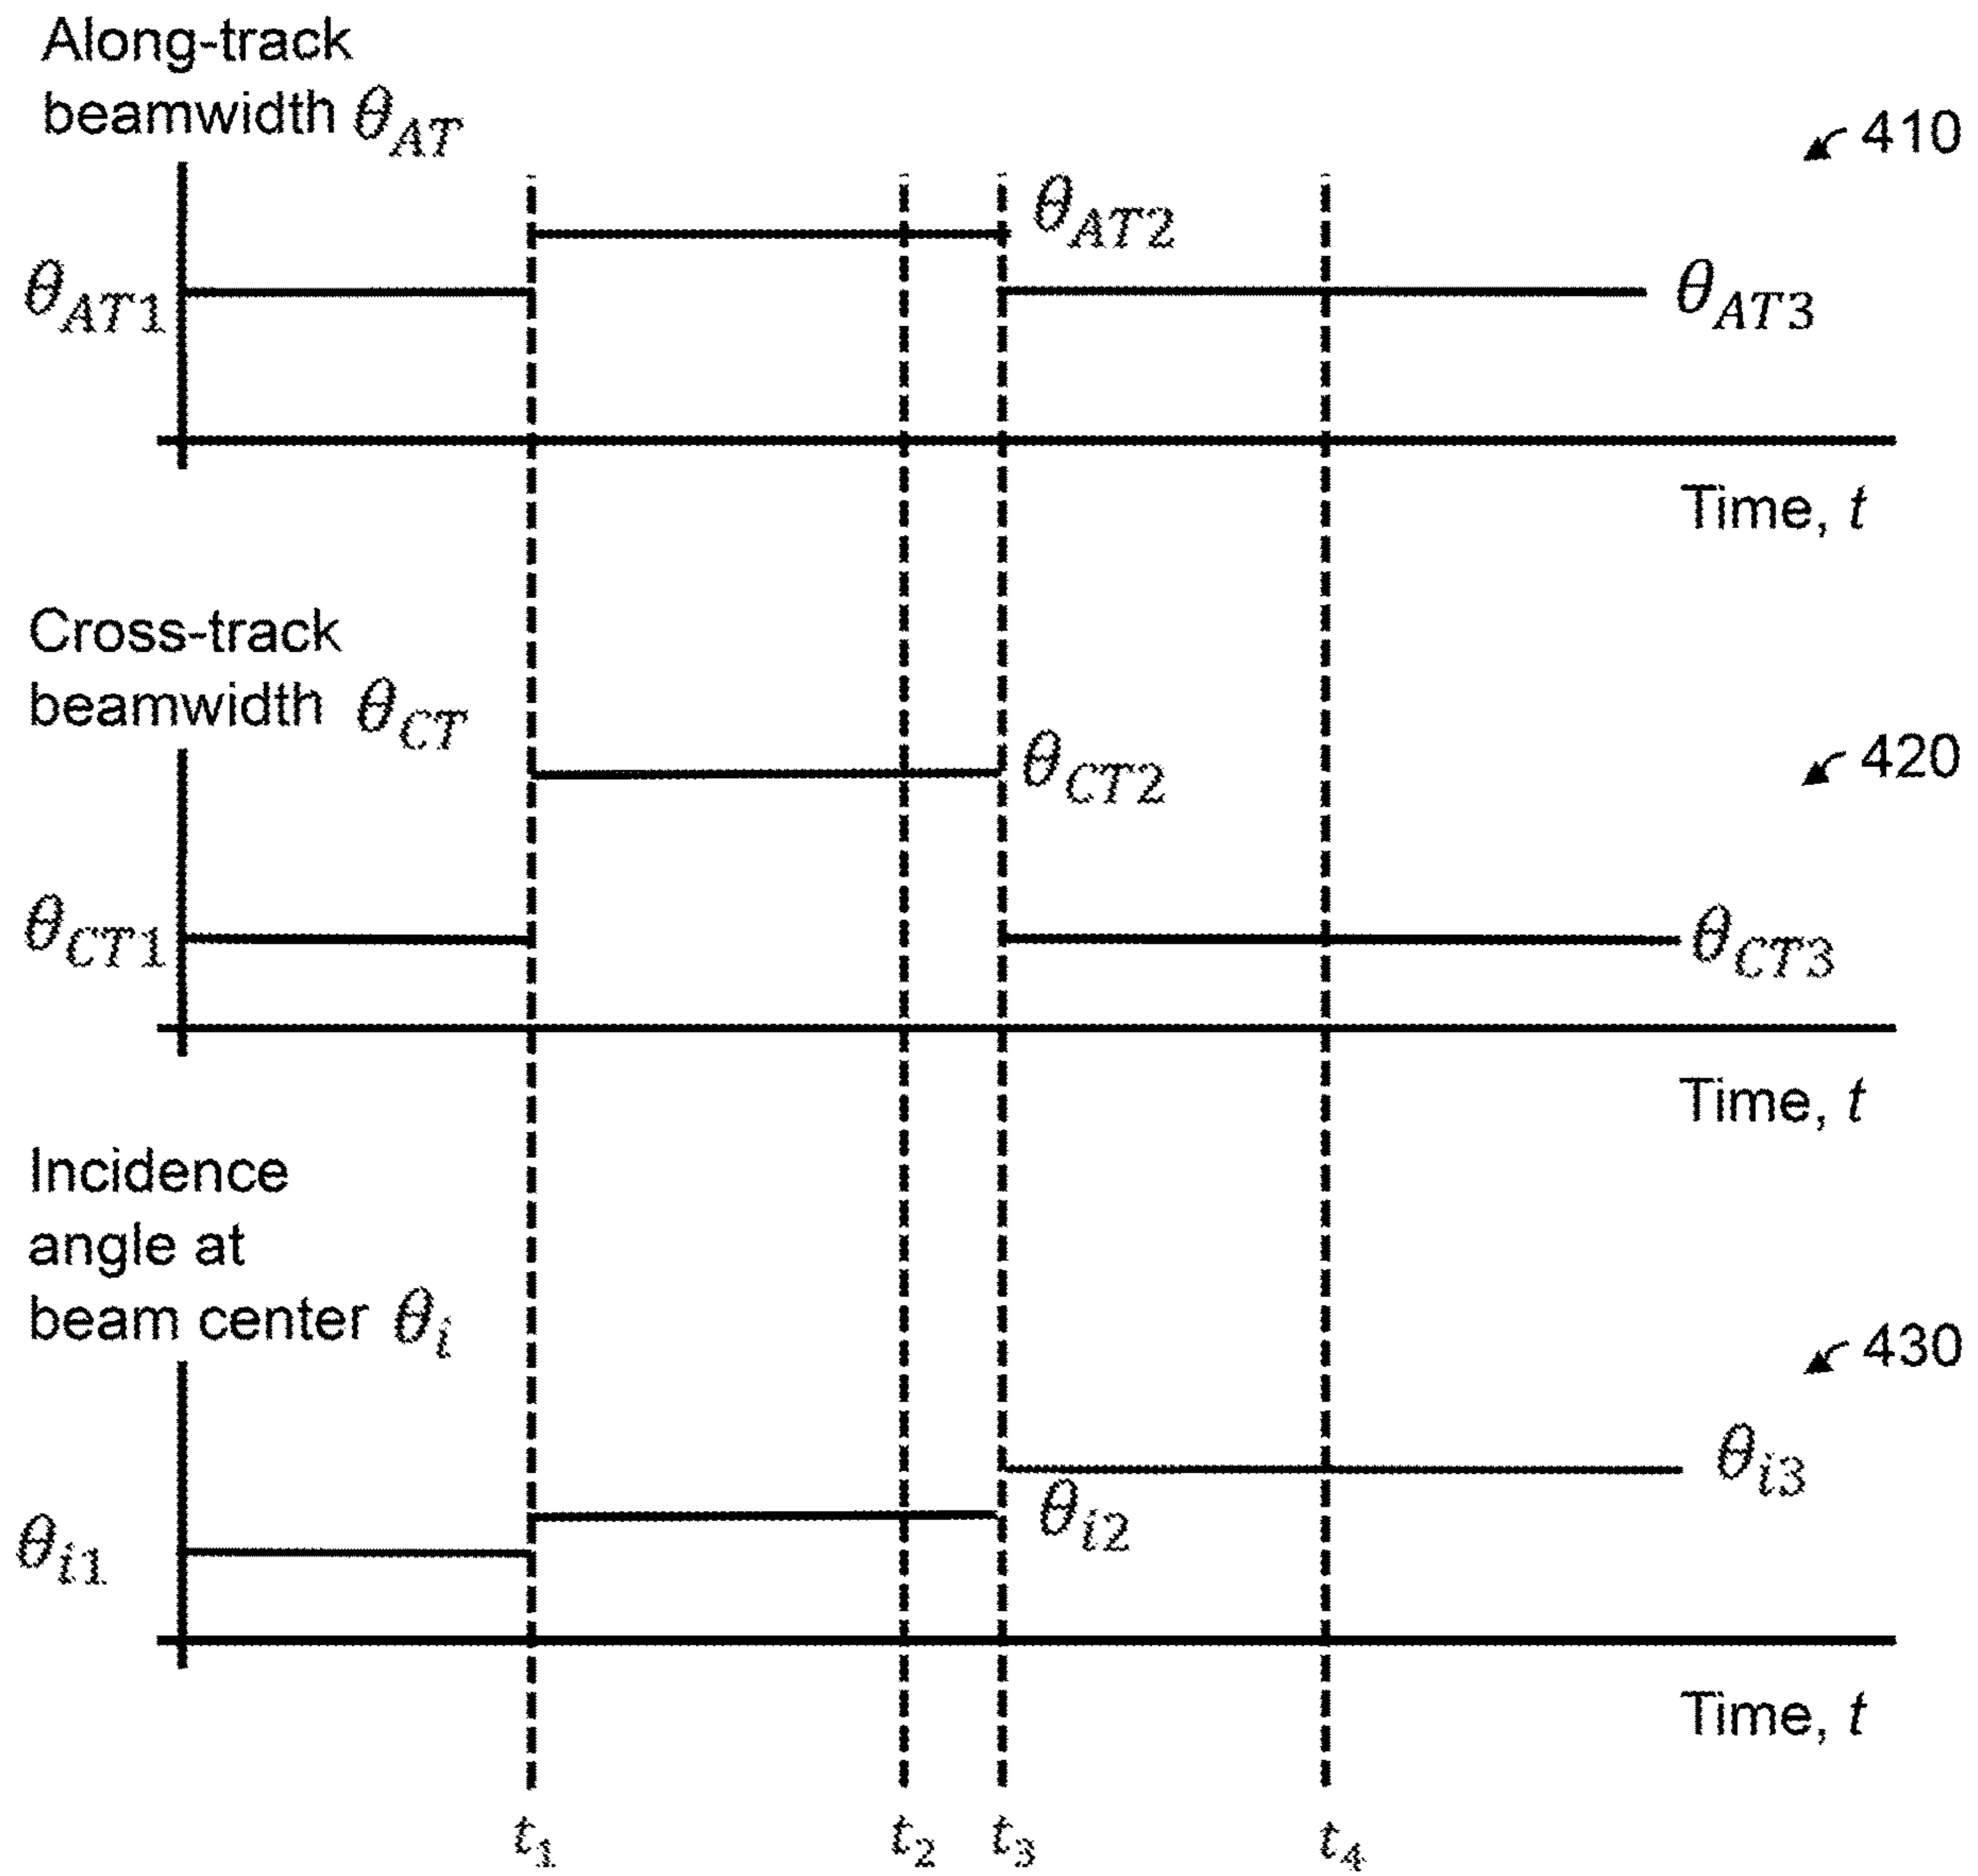 Along-track
beamwidth θ_AT
410
θ_AT2
θ_AT1
θ_AT3
Time, t
Cross-track
beamwidth θ_CT
420
θ_CT2
θ_CT1
θ_CT3
Time, t
Incidence
angle at
beam center θ_i
430
θ_i3
θ_i2
θ_i1
Time, t
t_1 t_2 t_3 t_4